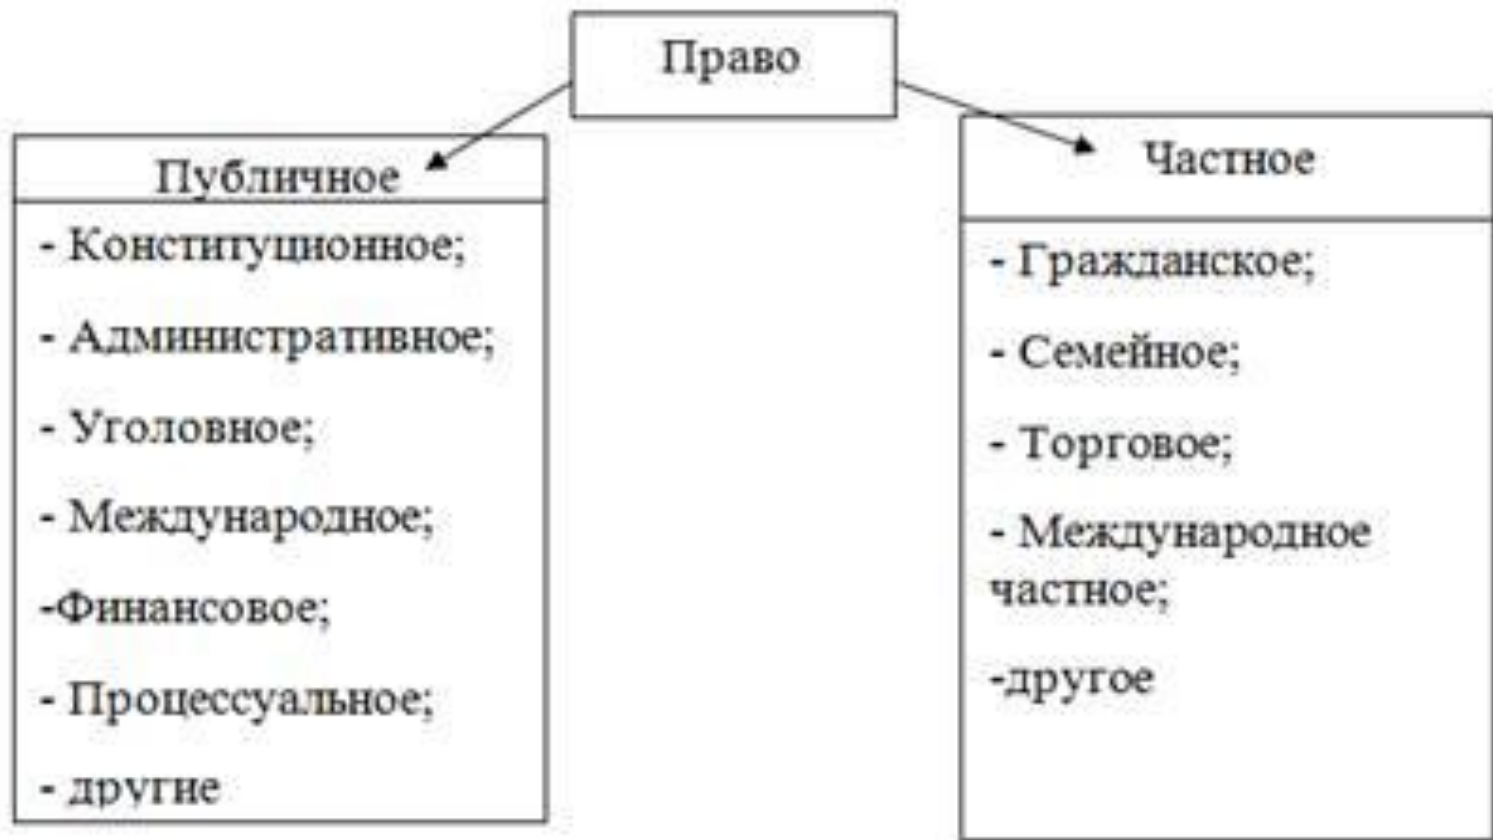 Право
Публичное
- Конституционное;
- Административное;
- Уголовное;
- Международное;
-Финансовое;
- Процессуальное;
- другие
Частное
- Гражданское;
- Семейное;
- Торговое;
- Международное
частное;
-другое